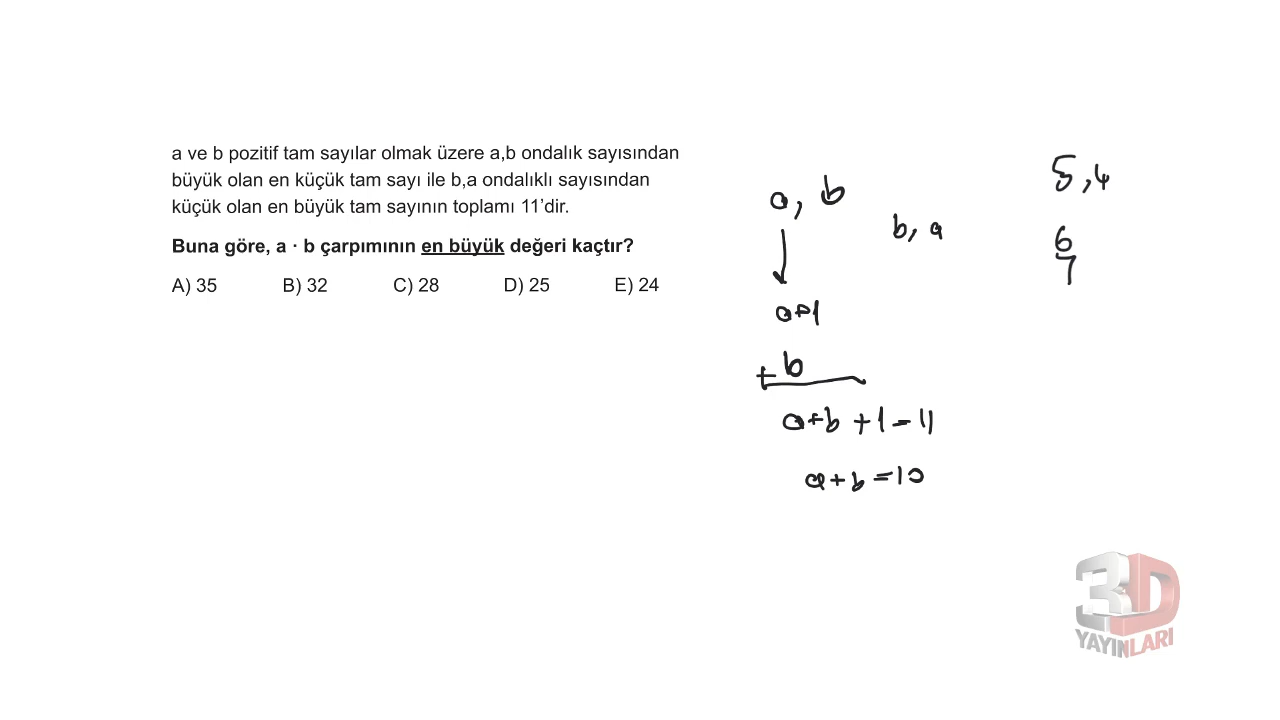 a ve b pozitif tam sayılar olmak üzere a,b ondalık sayısından
büyük olan en küçük tam sayı ile b,a ondalıklı sayısından
küçük olan en büyük tam sayının toplamı 11'dir.
Buna göre, a · b çarpımının en büyük değeri kaçtır?
A) 35 B) 32 C) 28 D) 25 E) 24
a, b
b, a
a+1
+ b
a+b +1 = 11
a+b = 10
5,4
6
7
3D
YAYINLARI